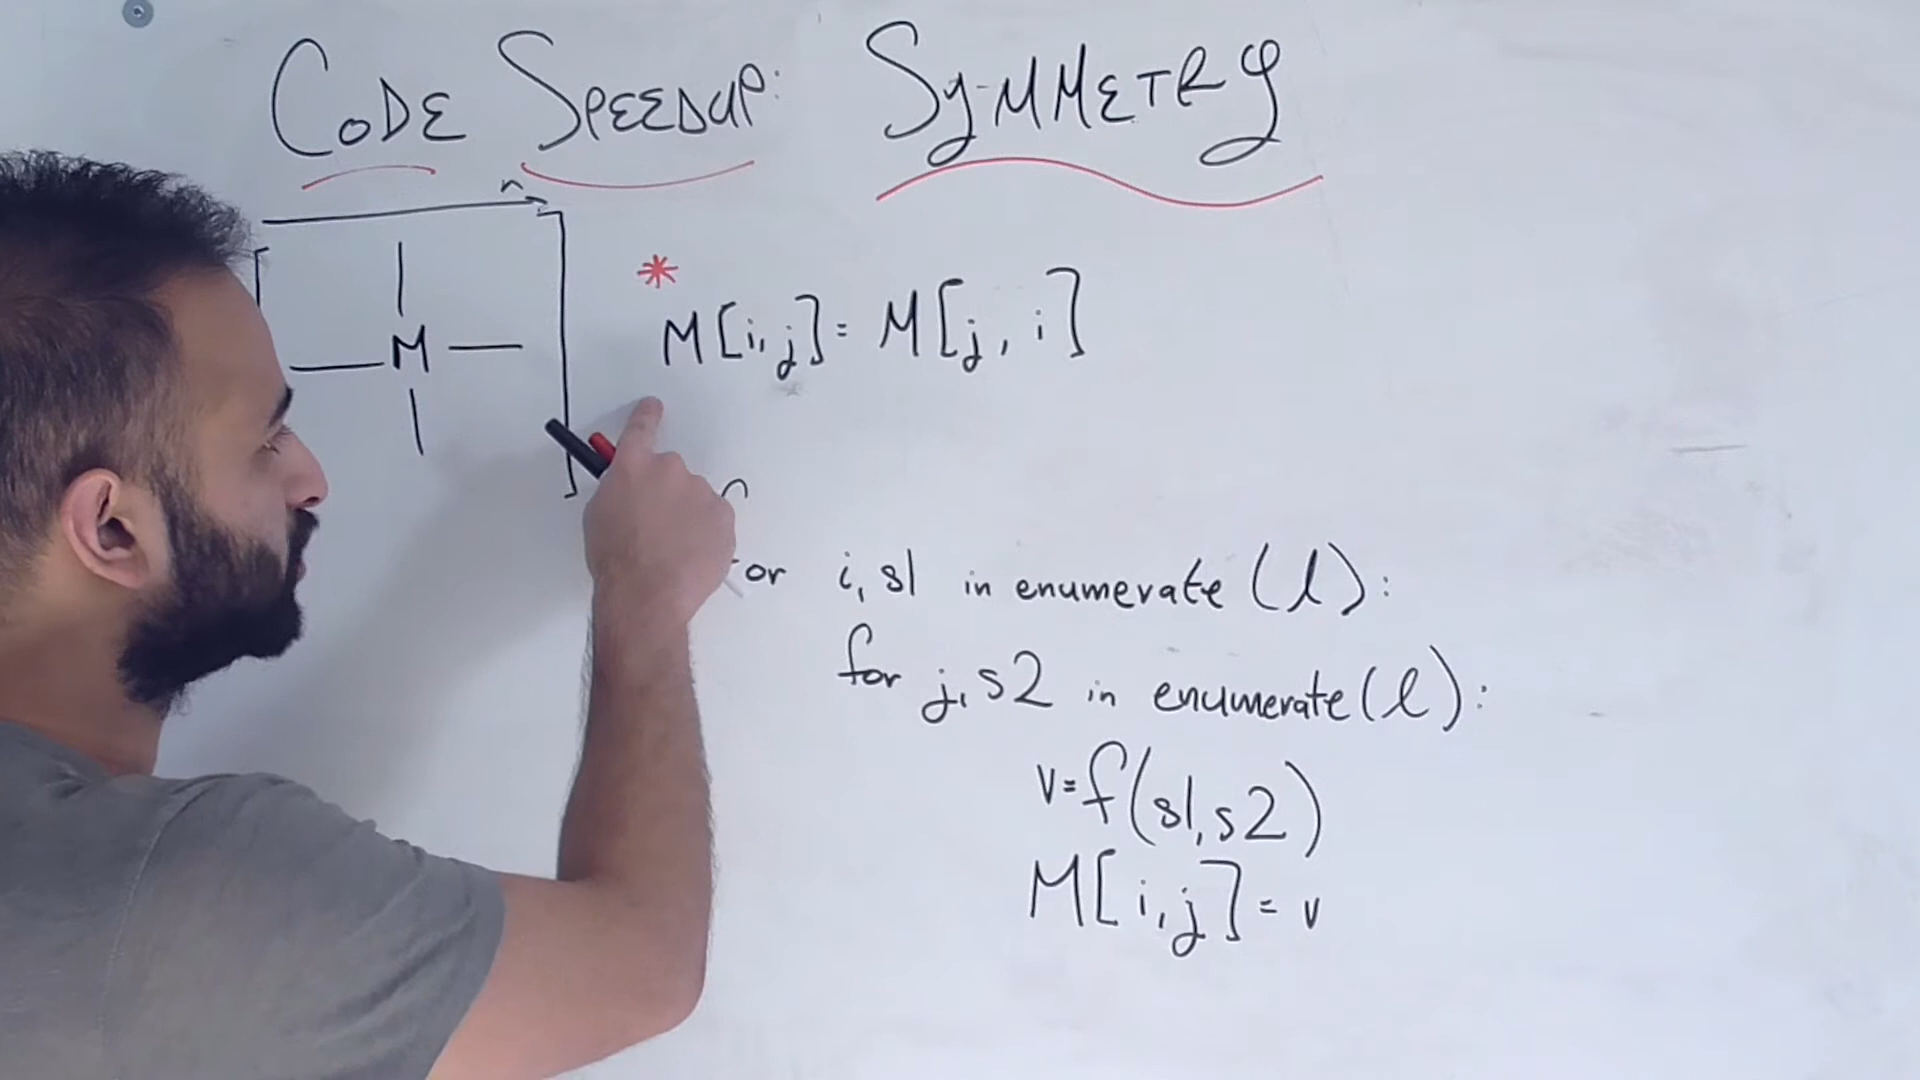 CODE SPEEDUP: SYMMETRY
n
M
* M[i,j] = M[j, i]
or i, s1 in enumerate (l):
for j, s2 in enumerate (l):
v = f(s1, s2)
M[i,j] = v